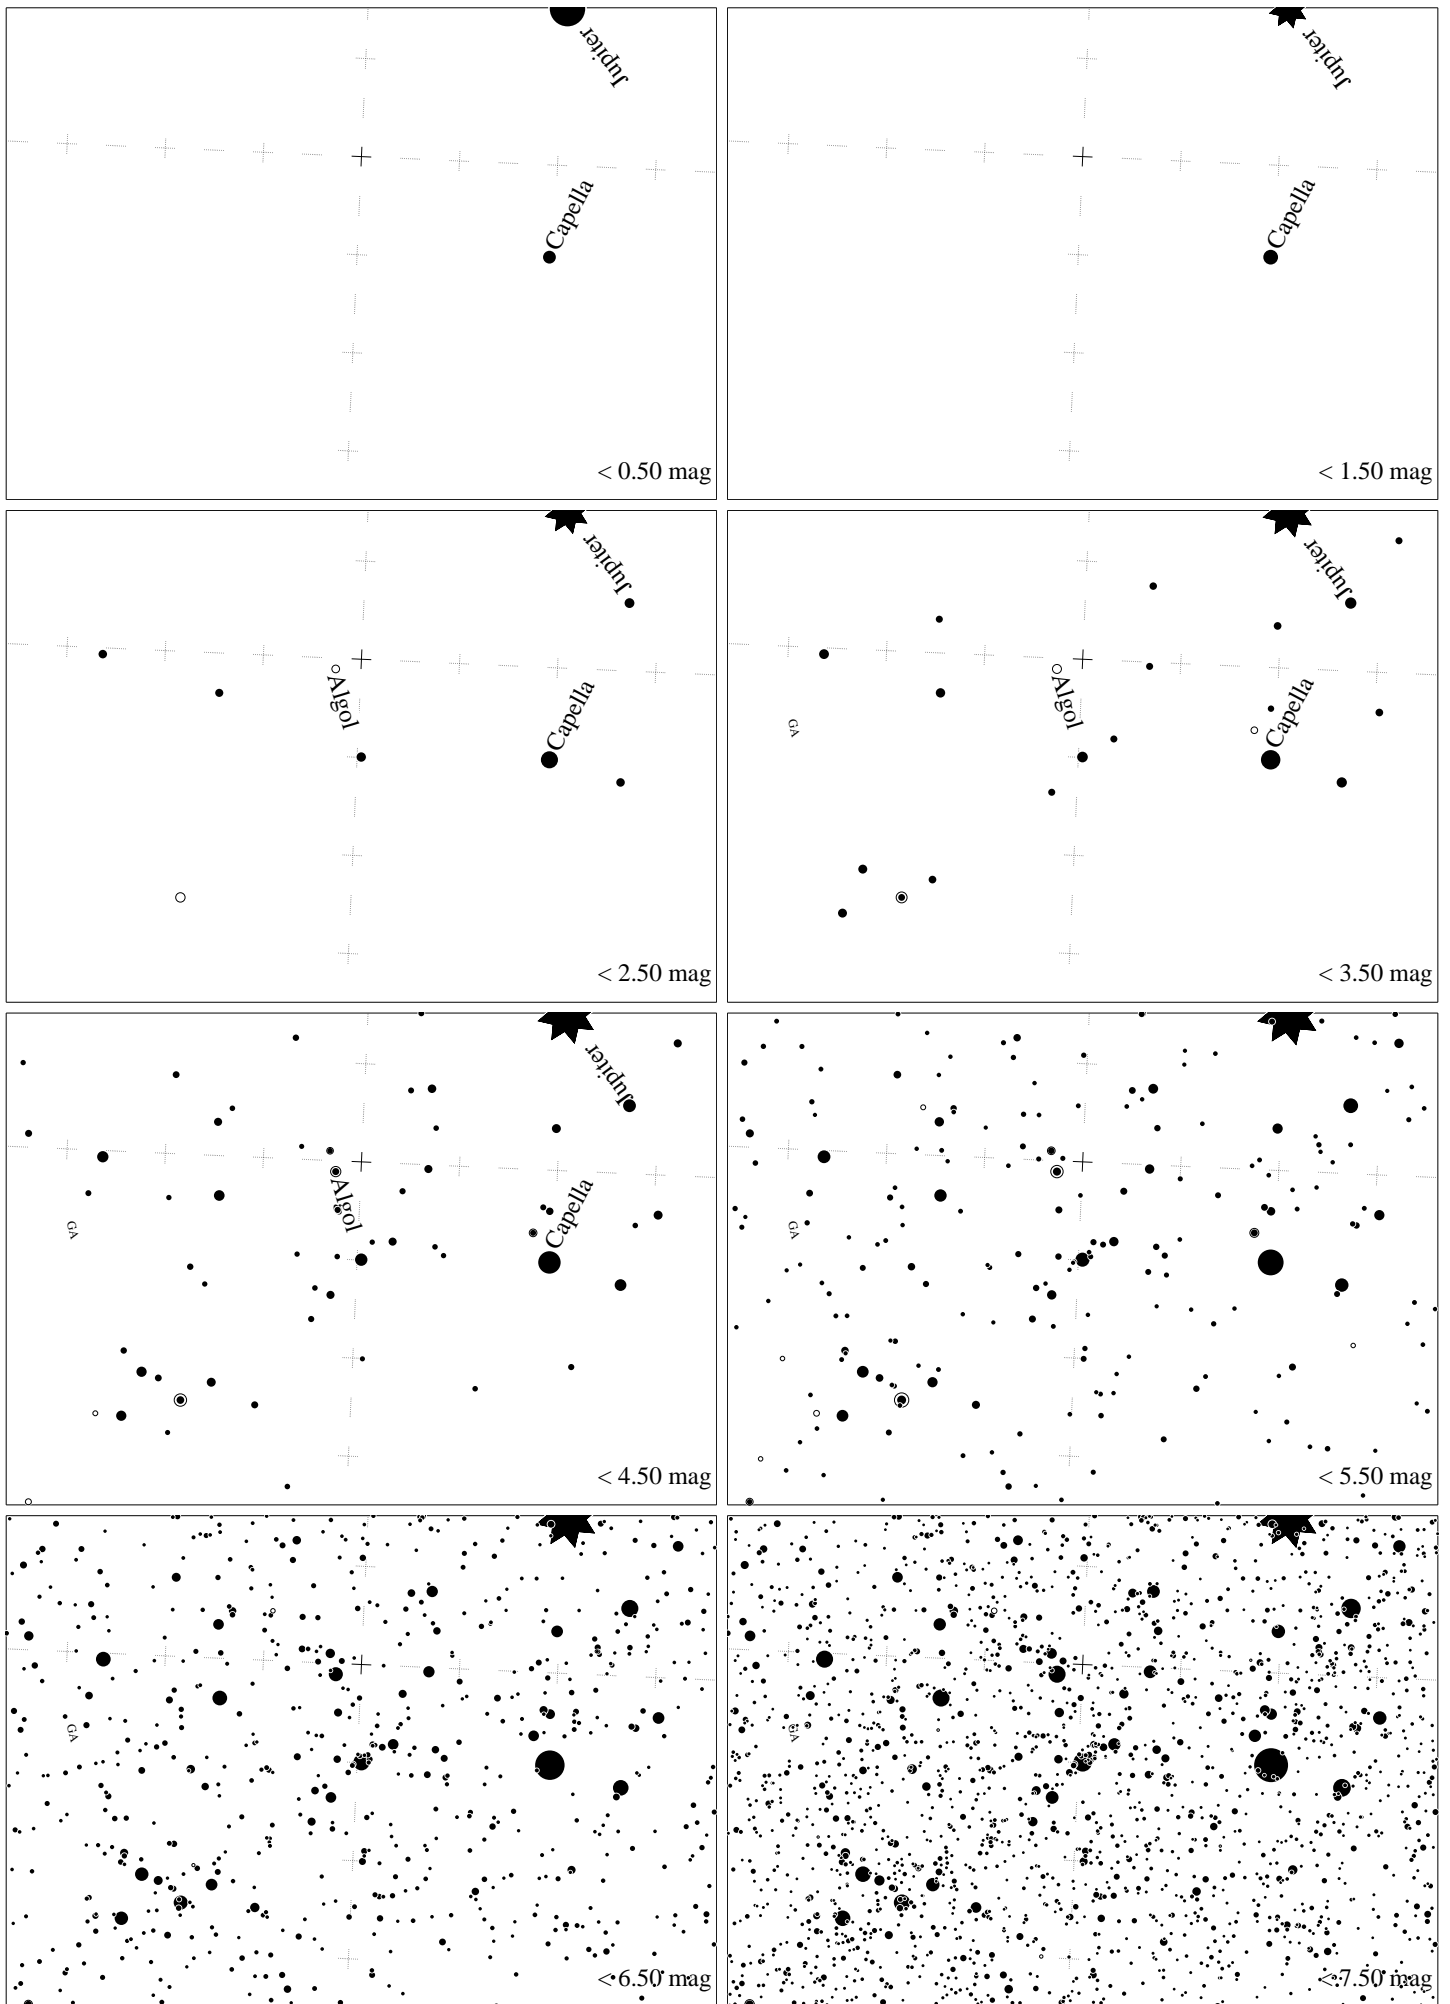 Jupiter
Capella
< 0.50 mag
Jupiter
Capella
< 1.50 mag
Jupiter
Algol
Capella
< 2.50 mag
Jupiter
Algol
Capella
GA
< 3.50 mag
Jupiter
Algol
Capella
GA
< 4.50 mag
GA
< 5.50 mag
GA
< 6.50 mag
GA
< 7.50 mag